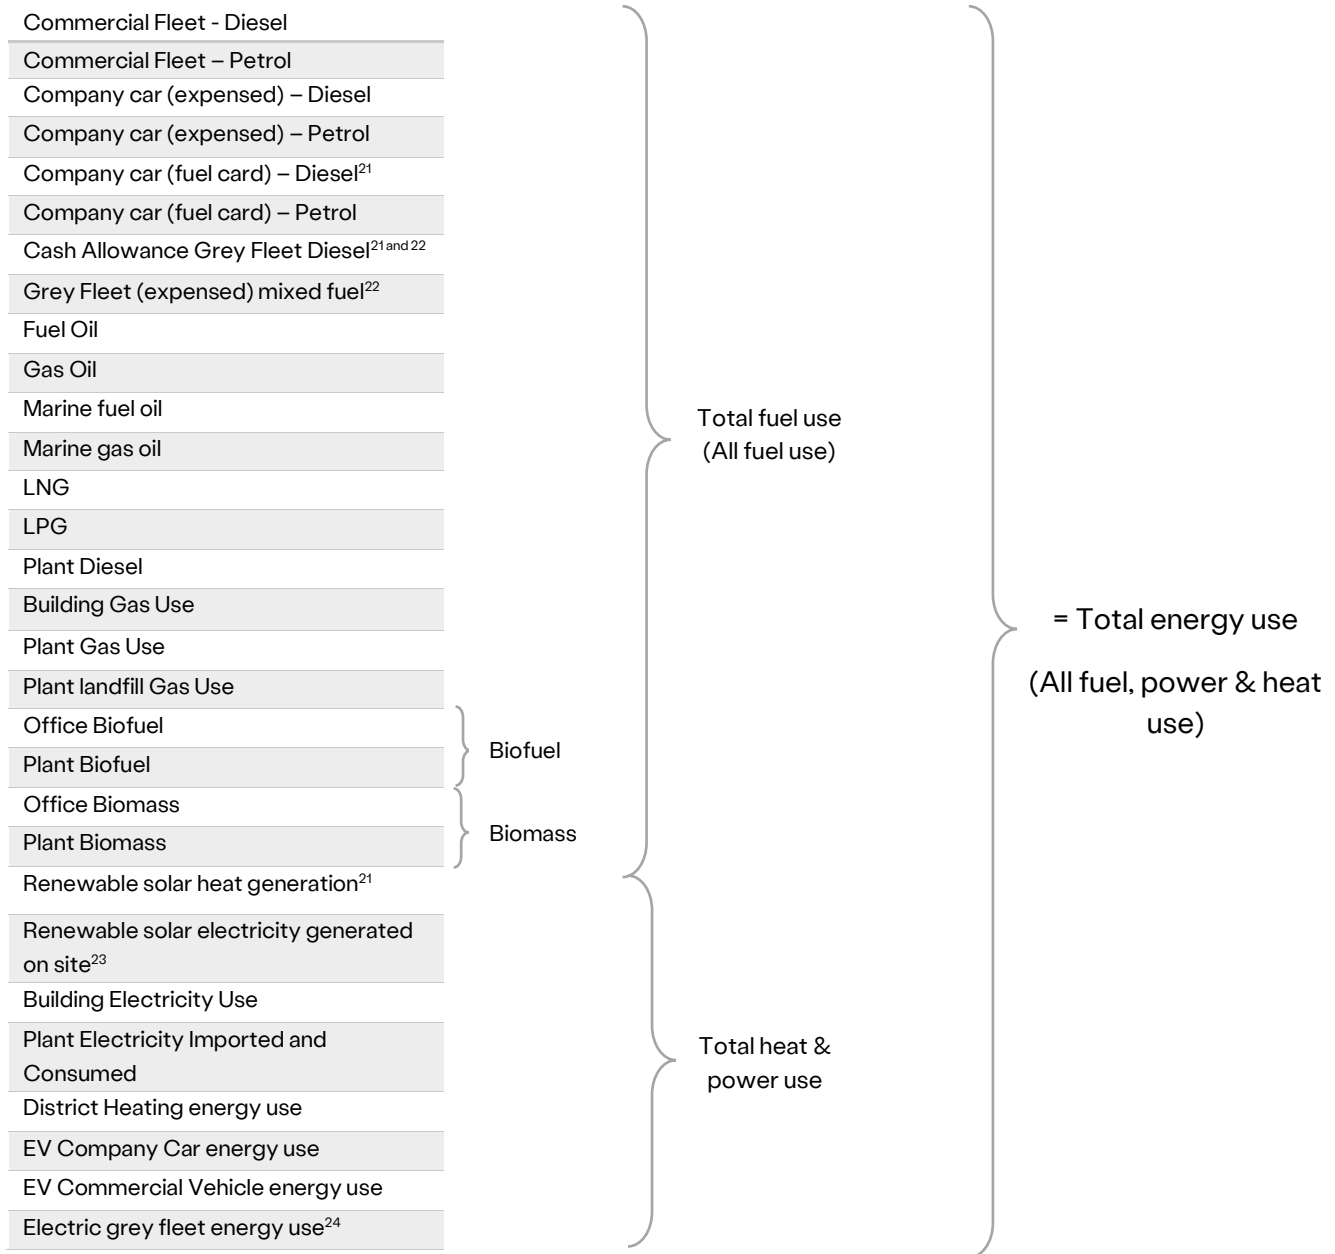 Commercial Fleet - Diesel
Commercial Fleet – Petrol
Company car (expensed) – Diesel
Company car (expensed) – Petrol
Company car (fuel card) – Diesel21
Company car (fuel card) – Petrol
Cash Allowance Grey Fleet Diesel21 and 22
Grey Fleet (expensed) mixed fuel22
Fuel Oil
Gas Oil
Marine fuel oil
Marine gas oil
LNG
LPG
Plant Diesel
Building Gas Use
Plant Gas Use
Plant landfill Gas Use
Office Biofuel
Plant Biofuel
Office Biomass
Plant Biomass
Renewable solar heat generation21
Renewable solar electricity generated
on site23
Building Electricity Use
Plant Electricity Imported and
Consumed
District Heating energy use
EV Company Car energy use
EV Commercial Vehicle energy use
Electric grey fleet energy use24
Biofuel
Biomass
Total fuel use
(All fuel use)
Total heat &
power use
= Total energy use
(All fuel, power & heat
use)